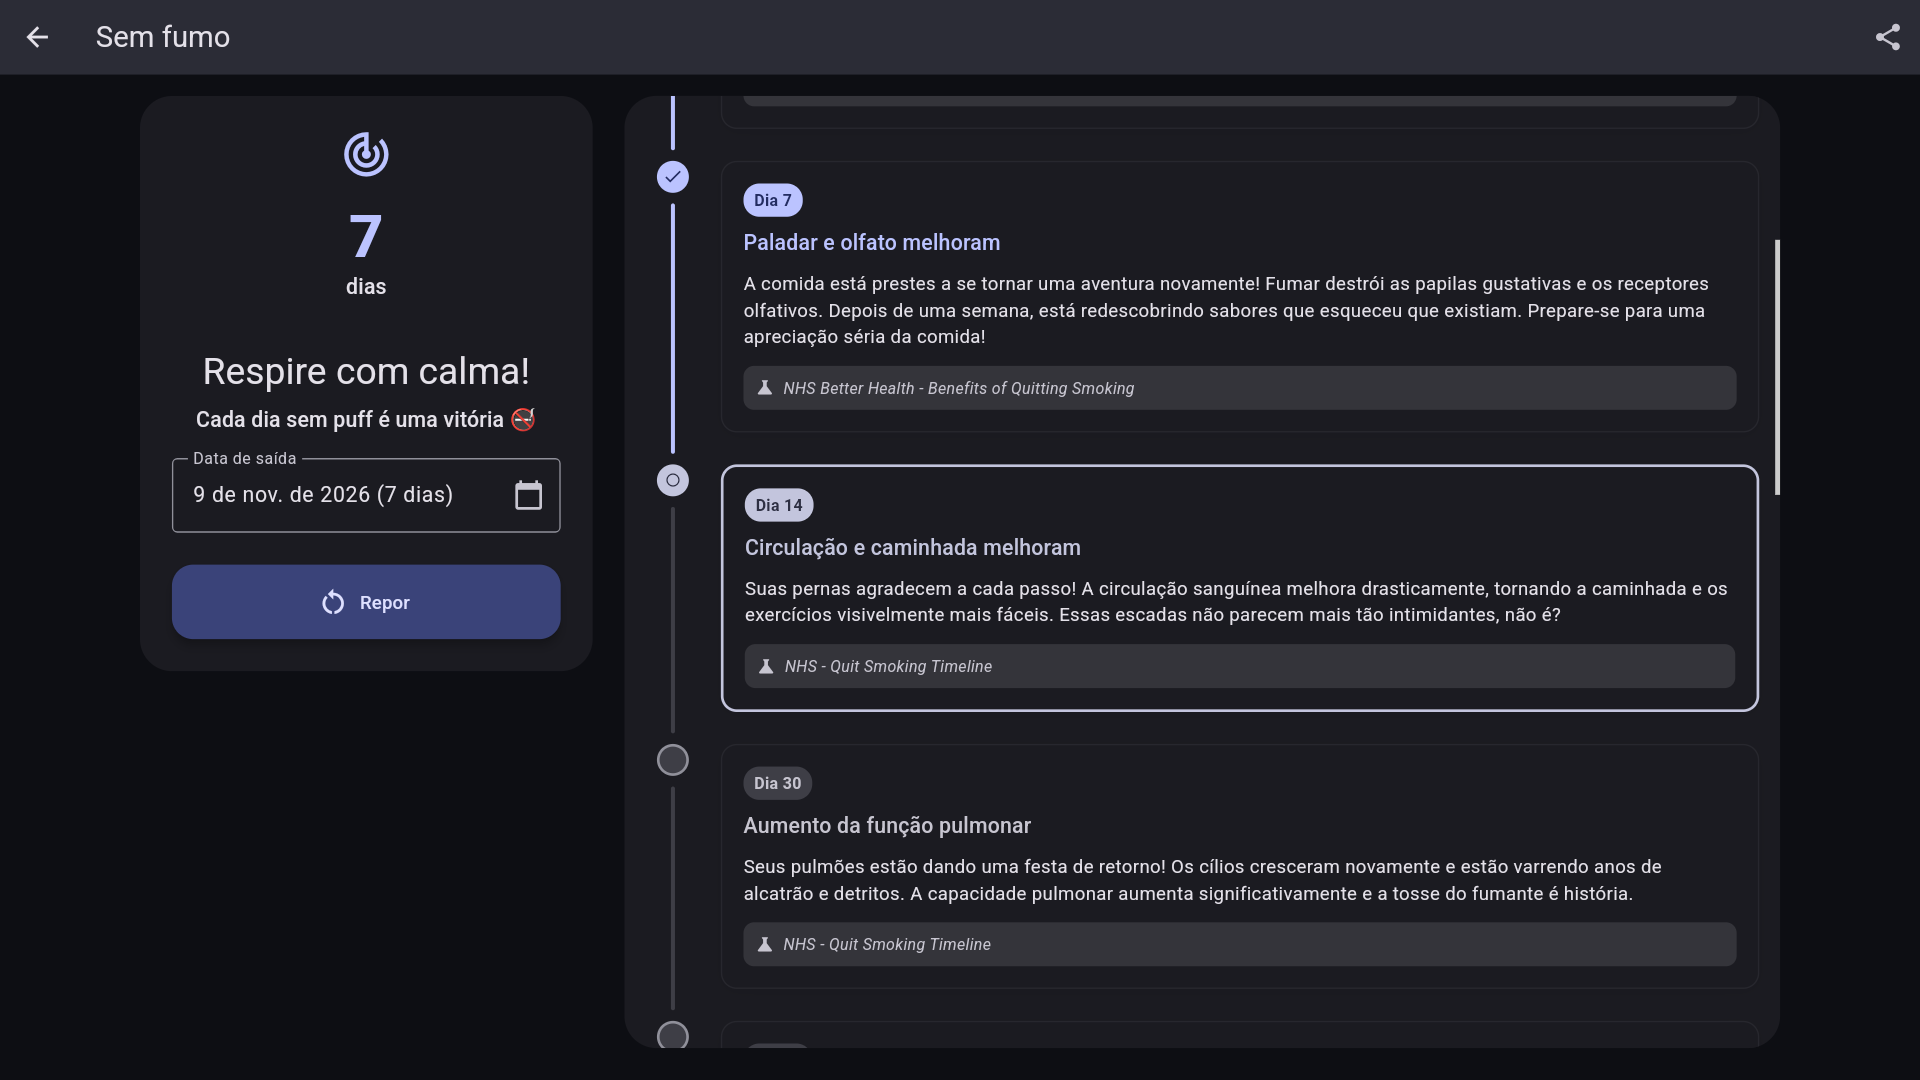 Sem fumo
7
dias
Respire com calma!
Cada dia sem puff é uma vitória 🚭
Data de saída
9 de nov. de 2026 (7 dias)
Repor
Dia 7
Paladar e olfato melhoram
A comida está prestes a se tornar uma aventura novamente! Fumar destrói as papilas gustativas e os receptores
olfativos. Depois de uma semana, está redescobrindo sabores que esqueceu que existiam. Prepare-se para uma
apreciação séria da comida!
NHS Better Health - Benefits of Quitting Smoking
Dia 14
Circulação e caminhada melhoram
Suas pernas agradecem a cada passo! A circulação sanguínea melhora drasticamente, tornando a caminhada e os
exercícios visivelmente mais fáceis. Essas escadas não parecem mais tão intimidantes, não é?
NHS - Quit Smoking Timeline
Dia 30
Aumento da função pulmonar
Seus pulmões estão dando uma festa de retorno! Os cílios cresceram novamente e estão varrendo anos de
alcatrão e detritos. A capacidade pulmonar aumenta significativamente e a tosse do fumante é história.
NHS - Quit Smoking Timeline